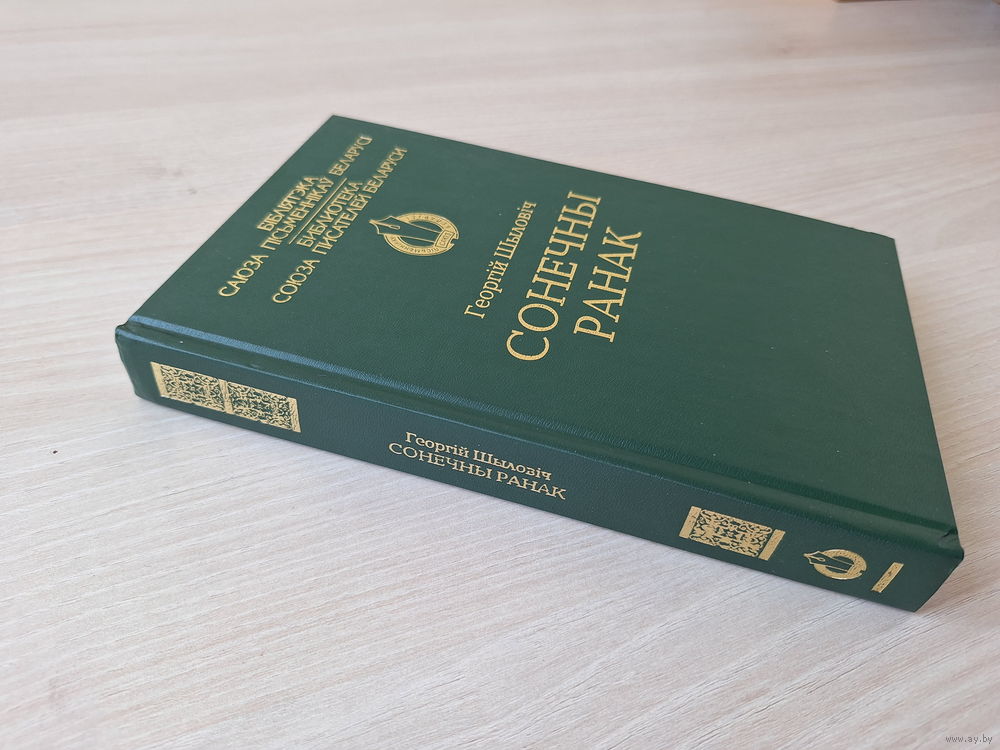 БІБЛІЯТЭКА
САЮЗА ПІСЬМЕННІКАЎ БЕЛАРУСІ
БИБЛИОТЕКА
СОЮЗА ПИСАТЕЛЕЙ БЕЛАРУСИ
Георгій Шыловіч
СОНЕЧНЫ
РАНАК
Георгій Шыловіч
СОНЕЧНЫ РАНАК
www.ay.by